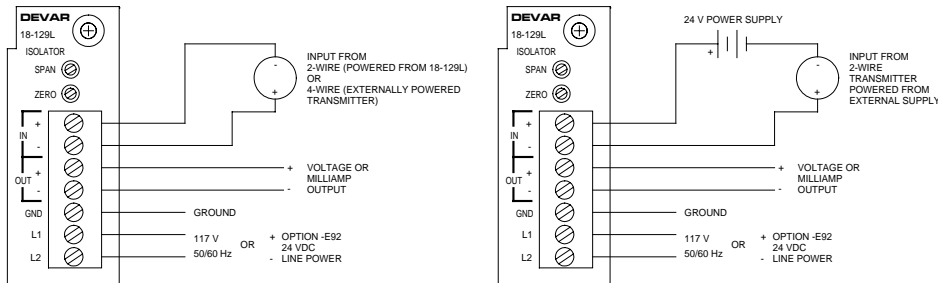 DEVAR
18-129L
ISOLATOR
SPAN
ZERO
IN
+
-
OUT
+
-
GND
L1
L2
-
+
INPUT FROM
2-WIRE (POWERED FROM 18-129L)
OR
4-WIRE (EXTERNALLY POWERED
TRANSMITTER)
+ VOLTAGE OR
MILLIAMP
- OUTPUT
GROUND
117 V
50/60 Hz
OR
+ OPTION -E92
24 VDC
- LINE POWER
DEVAR
18-129L
ISOLATOR
SPAN
ZERO
IN
+
-
OUT
+
-
GND
L1
L2
24 V POWER SUPPLY
+
-
+
INPUT FROM
2-WIRE
TRANSMITTER
POWERED FROM
EXTERNAL SUPPLY
+ VOLTAGE OR
MILLIAMP
- OUTPUT
GROUND
117 V
50/60 Hz
OR
+ OPTION -E92
24 VDC
- LINE POWER